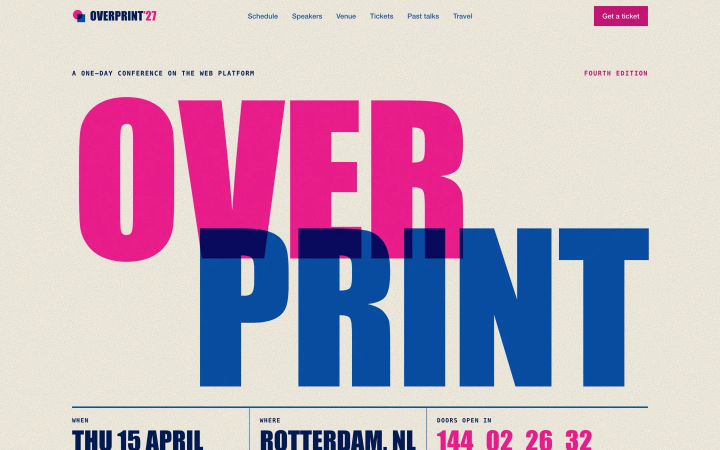 OVERPRINT'27
Schedule Speakers Venue Tickets Past talks Travel
Get a ticket
A ONE-DAY CONFERENCE ON THE WEB PLATFORM
FOURTH EDITION
OVER
PRINT
WHEN
THU 15 APRIL
WHERE
ROTTERDAM, NL
DOORS OPEN IN
144 02 26 32